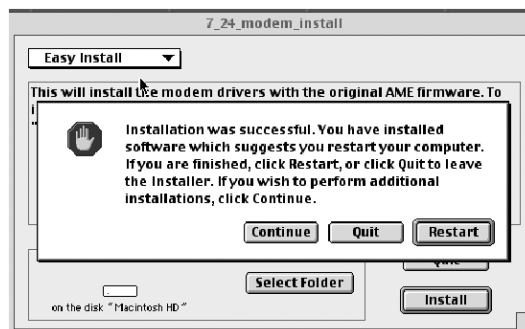 7_24_modem_install
Easy Install
This will install the modem drivers with the original AME firmware. To
Installation was successful. You have installed
software which suggests you restart your computer.
If you are finished, click Restart, or click Quit to leave
the Installer. If you wish to perform additional
installations, click Continue.
Continue
Quit
Restart
Select Folder
on the disk "Macintosh HD"
Install